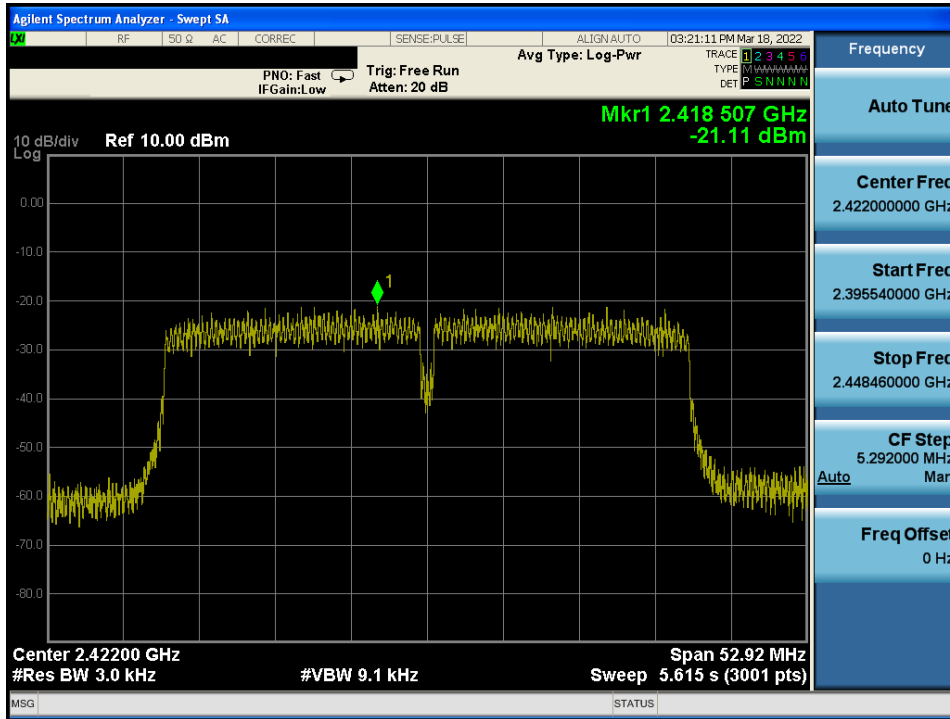 Agilent Spectrum Analyzer - Swept SA
LXI RF 50 Ω AC CORREC SENSE:PULSE ALIGN AUTO 03:21:11 PM Mar 18, 2022
Frequency
Avg Type: Log-Pwr
TRACE 1 2 3 4 5 6
PNO: Fast Trig: Free Run
TYPE M W W W W W
IFGain:Low Atten: 20 dB
DET P S N N N N
Auto Tune
Mkr1 2.418 507 GHz
10 dB/div Ref 10.00 dBm -21.11 dBm
Log
Center Freq
2.422000000 GHz
0.00
-10.0
Start Freq
2.395540000 GHz
1
-20.0
-30.0
Stop Freq
2.448460000 GHz
-40.0
CF Step
5.292000 MHz
Auto Man
-50.0
-60.0
Freq Offset
0 Hz
-70.0
-80.0
Center 2.42200 GHz Span 52.92 MHz
#Res BW 3.0 kHz #VBW 9.1 kHz Sweep 5.615 s (3001 pts)
MSG STATUS